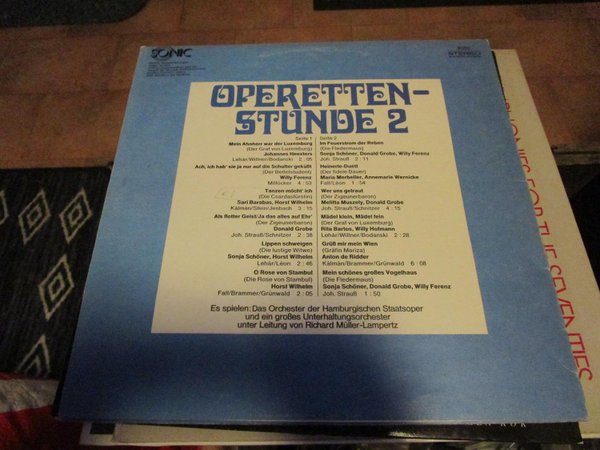 SONIC
STEREO
OPERETTEN-
STUNDE 2
Seite 1
Mein Ahnherr war der Luxemburg
(Der Graf von Luxemburg)
Johannes Heesters
Lehár/Willner/Bodanski 2:05
Ach, ich hab' sie ja nur auf die Schulter geküßt
(Der Bettelstudent)
Willy Ferenz
Millöcker 4:53
Tanzen möcht' ich
(Die Csardasfürstin)
Sari Barabas, Horst Wilhelm
Kálmán/Stein/Jenbach 3:15
Als flotter Geist/Ja das alles auf Ehr'
(Der Zigeunerbaron)
Donald Grobe
Joh. Strauß/Schnitzer 2:38
Lippen schweigen
(Die lustige Witwe)
Sonja Schöner, Horst Wilhelm
Lehár/Léon 2:46
O Rose von Stambul
(Die Rose von Stambul)
Horst Wilhelm
Fall/Brammer/Grünwald 2:05
Seite 2
Im Feuerstrom der Reben
(Die Fledermaus)
Sonja Schöner, Donald Grobe, Willy Ferenz
Joh. Strauß 2:11
Heinerle-Duett
(Der fidele Bauer)
Maria Merbeller, Annemarie Wernicke
Fall/Léon 1:54
Wer uns getraut
(Der Zigeunerbaron)
Melitta Muszely, Donald Grobe
Joh. Strauß/Schnitzer 4:15
Mädel klein, Mädel fein
(Der Graf von Luxemburg)
Rita Bartos, Willy Hofmann
Lehár/Willner/Bodanski 2:28
Grüß mir mein Wien
(Gräfin Mariza)
Anton de Ridder
Kálmán/Brammer/Grünwald 6:08
Mein schönes großes Vogelhaus
(Die Fledermaus)
Sonja Schöner, Donald Grobe, Willy Ferenz
Joh. Strauß 1:50
Es spielen: Das Orchester der Hamburgischen Staatsoper
und ein großes Unterhaltungsorchester
unter Leitung von Richard Müller-Lampertz
FOR THE SEVENTIES